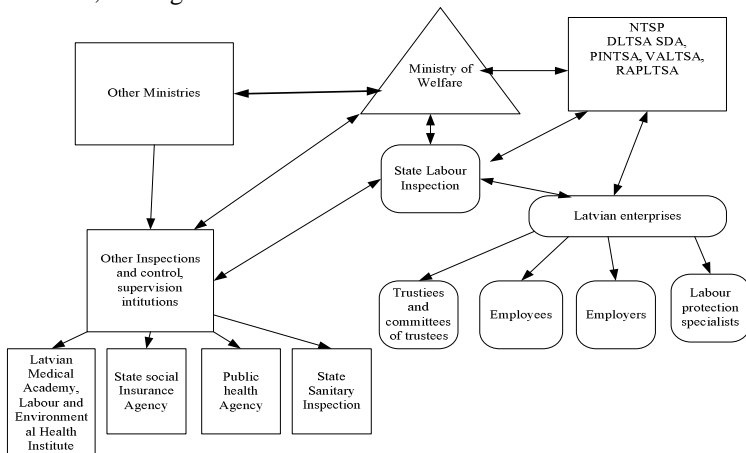 NTSP
DLTSA SDA,
PINTSA, VALTSA,
RAPLTSA
Ministry of
Welfare
Other Ministries
State Labour
Inspection
Latvian enterprises
Other Inspections
and control,
supervision
intitutions
Trustiees
and
committees
of trustees
Employees
Employers
Labour
protection
specialists
Latvian
Medical
Academy,
Labour and
Environment
al Health
Institute
State social
Insurance
Agency
Public
health
Agency
State
Sanitary
Inspection